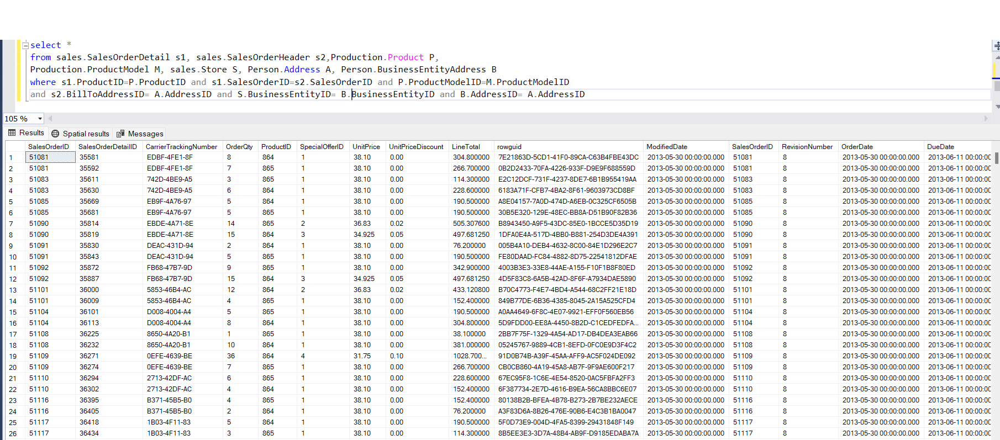 select *
from sales.SalesOrderDetail s1, sales.SalesOrderHeader s2,Production.Product P,
Production.ProductModel M, sales.Store S, Person.Address A, Person.BusinessEntityAddress B
where s1.ProductID=P.ProductID and s1.SalesOrderID=s2.SalesOrderID and P.ProductModelID=M.ProductModelID
and s2.BillToAddressID= A.AddressID and S.BusinessEntityID= B.BusinessEntityID and B.AddressID= A.AddressID
105 %
Results Spatial results Messages
SalesOrderID SalesOrderDetailID CarrierTrackingNumber OrderQty ProductID SpecialOfferID UnitPrice UnitPriceDiscount LineTotal rowguid ModifiedDate SalesOrderID RevisionNumber OrderDate DueDate
1 51081 35581 EDBF-4FE1-8F 8 864 1 38.10 0.00 304.800000 7E21863D-5CD1-41F0-89CA-C63B4FBE43DC 2013-05-30 00:00:00.000 51081 8 2013-05-30 00:00:00.000 2013-06-11 00:00:00
2 51081 35592 EDBF-4FE1-8F 7 865 1 38.10 0.00 266.700000 0B2D2433-70FA-4226-933F-D9E9F688559D 2013-05-30 00:00:00.000 51081 8 2013-05-30 00:00:00.000 2013-06-11 00:00:00
3 51083 35611 742D-4BE9-A5 3 865 1 38.10 0.00 114.300000 E2C12DCF-731F-4237-8DE7-6B1B955419AA 2013-05-30 00:00:00.000 51083 8 2013-05-30 00:00:00.000 2013-06-11 00:00:00
4 51083 35630 742D-4BE9-A5 6 864 1 38.10 0.00 228.600000 6183A71F-CFB7-4BA2-8F61-9603973CD8BF 2013-05-30 00:00:00.000 51083 8 2013-05-30 00:00:00.000 2013-06-11 00:00:00
5 51085 35669 EB9F-4A76-97 5 864 1 38.10 0.00 190.500000 A8E04157-7A0D-474D-A6EB-0C325CF6505B 2013-05-30 00:00:00.000 51085 8 2013-05-30 00:00:00.000 2013-06-11 00:00:00
6 51085 35681 EB9F-4A76-97 5 865 1 38.10 0.00 190.500000 30B5E320-129E-48EC-BB8A-D51B90F82B36 2013-05-30 00:00:00.000 51085 8 2013-05-30 00:00:00.000 2013-06-11 00:00:00
7 51090 35814 EBDE-4A71-8E 14 865 2 36.83 0.02 505.307600 B8943450-A9F5-43DC-85E0-1BCCE5D35D19 2013-05-30 00:00:00.000 51090 8 2013-05-30 00:00:00.000 2013-06-11 00:00:00
8 51090 35819 EBDE-4A71-8E 15 864 3 34.925 0.05 497.681250 1DFA0E4A-517D-4BB0-B881-254D3DE4A391 2013-05-30 00:00:00.000 51090 8 2013-05-30 00:00:00.000 2013-06-11 00:00:00
9 51091 35830 DEAC-431D-94 2 864 1 38.10 0.00 76.200000 005B4A10-DEB4-4632-8C00-84E1D296E2C7 2013-05-30 00:00:00.000 51091 8 2013-05-30 00:00:00.000 2013-06-11 00:00:00
10 51091 35843 DEAC-431D-94 5 865 1 38.10 0.00 190.500000 FE80DAAD-FC84-4882-8D75-22541812DFAE 2013-05-30 00:00:00.000 51091 8 2013-05-30 00:00:00.000 2013-06-11 00:00:00
11 51092 35872 FB68-47B7-9D 9 865 1 38.10 0.00 342.900000 4003B3E3-33E8-44AE-A155-F10F1B8F80ED 2013-05-30 00:00:00.000 51092 8 2013-05-30 00:00:00.000 2013-06-11 00:00:00
12 51092 35887 FB68-47B7-9D 15 864 3 34.925 0.05 497.681250 4D5F83C8-6A5B-42AD-8F6F-A7934DAE5890 2013-05-30 00:00:00.000 51092 8 2013-05-30 00:00:00.000 2013-06-11 00:00:00
13 51101 36000 5853-46B4-AC 12 864 2 36.83 0.02 433.120800 B70C4773-F4E7-4BD4-A544-68C2FF21E18D 2013-05-30 00:00:00.000 51101 8 2013-05-30 00:00:00.000 2013-06-11 00:00:00
14 51101 36009 5853-46B4-AC 4 865 1 38.10 0.00 152.400000 849B77DE-6B36-4385-8045-2A15A525CFD4 2013-05-30 00:00:00.000 51101 8 2013-05-30 00:00:00.000 2013-06-11 00:00:00
15 51104 36101 D008-4004-A4 5 865 1 38.10 0.00 190.500000 A0AA4649-6F8C-4E07-9921-EFF0F560EB56 2013-05-30 00:00:00.000 51104 8 2013-05-30 00:00:00.000 2013-06-11 00:00:00
16 51104 36113 D008-4004-A4 8 864 1 38.10 0.00 304.800000 5D9FDD00-EE8A-4450-8B2D-C1CEDFEDFA... 2013-05-30 00:00:00.000 51104 8 2013-05-30 00:00:00.000 2013-06-11 00:00:00
17 51108 36225 8650-4A20-B1 1 865 1 38.10 0.00 38.100000 2BB7F75F-1329-4A54-AD17-DB4DEA3EAB66 2013-05-30 00:00:00.000 51108 8 2013-05-30 00:00:00.000 2013-06-11 00:00:00
18 51108 36232 8650-4A20-B1 10 864 1 38.10 0.00 381.000000 05245767-9889-4CB1-8EFD-0FC0E9D3F4C2 2013-05-30 00:00:00.000 51108 8 2013-05-30 00:00:00.000 2013-06-11 00:00:00
19 51109 36271 0EFE-4639-BE 36 864 4 31.75 0.10 1028.700... 91D0B74B-A39F-45AA-AFF9-AC5F024DE092 2013-05-30 00:00:00.000 51109 8 2013-05-30 00:00:00.000 2013-06-11 00:00:00
20 51109 36274 0EFE-4639-BE 7 865 1 38.10 0.00 266.700000 CB0CB860-4A19-45A8-AB7F-9F9AE600F217 2013-05-30 00:00:00.000 51109 8 2013-05-30 00:00:00.000 2013-06-11 00:00:00
21 51110 36294 2713-42DF-AC 6 865 1 38.10 0.00 228.600000 67EC95F8-1C6E-4E54-8520-0AC5FBFA2FF3 2013-05-30 00:00:00.000 51110 8 2013-05-30 00:00:00.000 2013-06-11 00:00:00
22 51110 36302 2713-42DF-AC 4 864 1 38.10 0.00 152.400000 6F387734-2E7D-4616-B9EA-56CA8BBC6E07 2013-05-30 00:00:00.000 51110 8 2013-05-30 00:00:00.000 2013-06-11 00:00:00
23 51116 36395 B371-45B5-B0 4 865 1 38.10 0.00 152.400000 80138B2B-BFEA-4B78-B273-2B7BE232AECE 2013-05-30 00:00:00.000 51116 8 2013-05-30 00:00:00.000 2013-06-11 00:00:00
24 51116 36405 B371-45B5-B0 2 864 1 38.10 0.00 76.200000 A3F83D6A-8B26-476E-90B6-E4C3B1BA0047 2013-05-30 00:00:00.000 51116 8 2013-05-30 00:00:00.000 2013-06-11 00:00:00
25 51117 36418 1B03-4F11-83 5 864 1 38.10 0.00 190.500000 5F0D73E9-004D-4FA5-8399-29431848F149 2013-05-30 00:00:00.000 51117 8 2013-05-30 00:00:00.000 2013-06-11 00:00:00
26 51117 36434 1B03-4F11-83 3 865 1 38.10 0.00 114.300000 8B5EE3E3-3D7A-48B4-AB9F-D9185EDABA7A 2013-05-30 00:00:00.000 51117 8 2013-05-30 00:00:00.000 2013-06-11 00:00:00